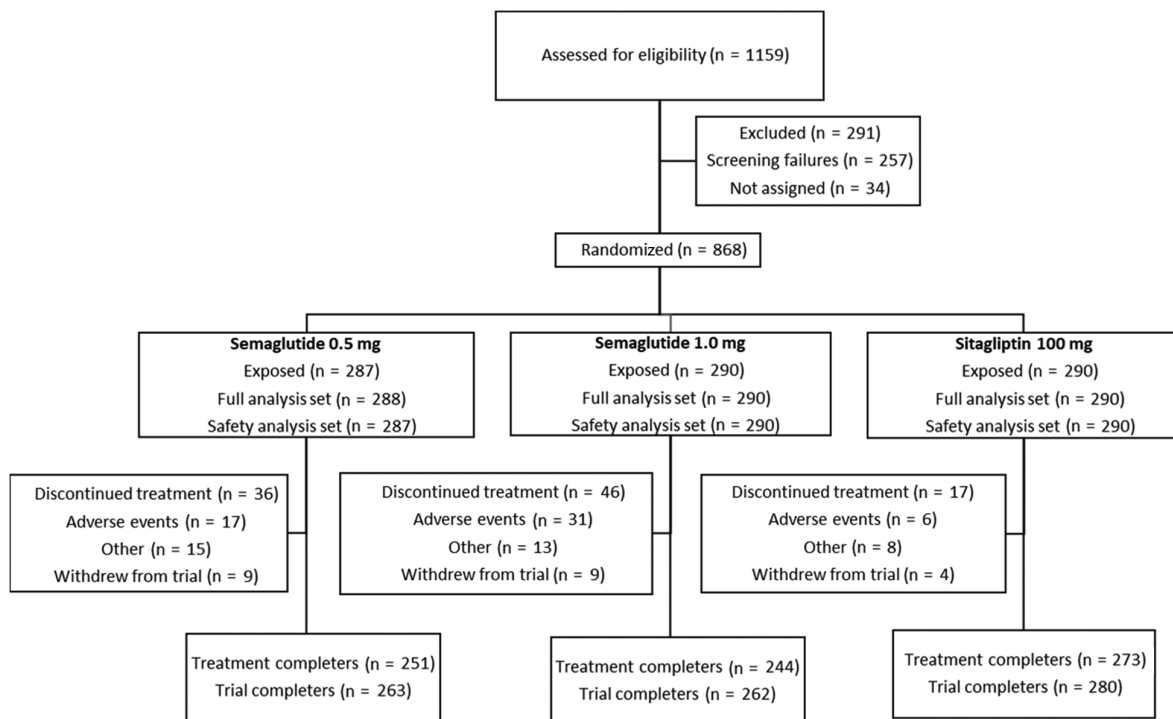 Assessed for eligibility (n = 1159)
Excluded (n = 291)
Screening failures (n = 257)
Not assigned (n = 34)
Randomized (n = 868)
Semaglutide 0.5 mg
Exposed (n = 287)
Full analysis set (n = 288)
Safety analysis set (n = 287)
Semaglutide 1.0 mg
Exposed (n = 290)
Full analysis set (n = 290)
Safety analysis set (n = 290)
Sitagliptin 100 mg
Exposed (n = 290)
Full analysis set (n = 290)
Safety analysis set (n = 290)
Discontinued treatment (n = 36)
Adverse events (n = 17)
Other (n = 15)
Withdrew from trial (n = 9)
Discontinued treatment (n = 46)
Adverse events (n = 31)
Other (n = 13)
Withdrew from trial (n = 9)
Discontinued treatment (n = 17)
Adverse events (n = 6)
Other (n = 8)
Withdrew from trial (n = 4)
Treatment completers (n = 251)
Trial completers (n = 263)
Treatment completers (n = 244)
Trial completers (n = 262)
Treatment completers (n = 273)
Trial completers (n = 280)